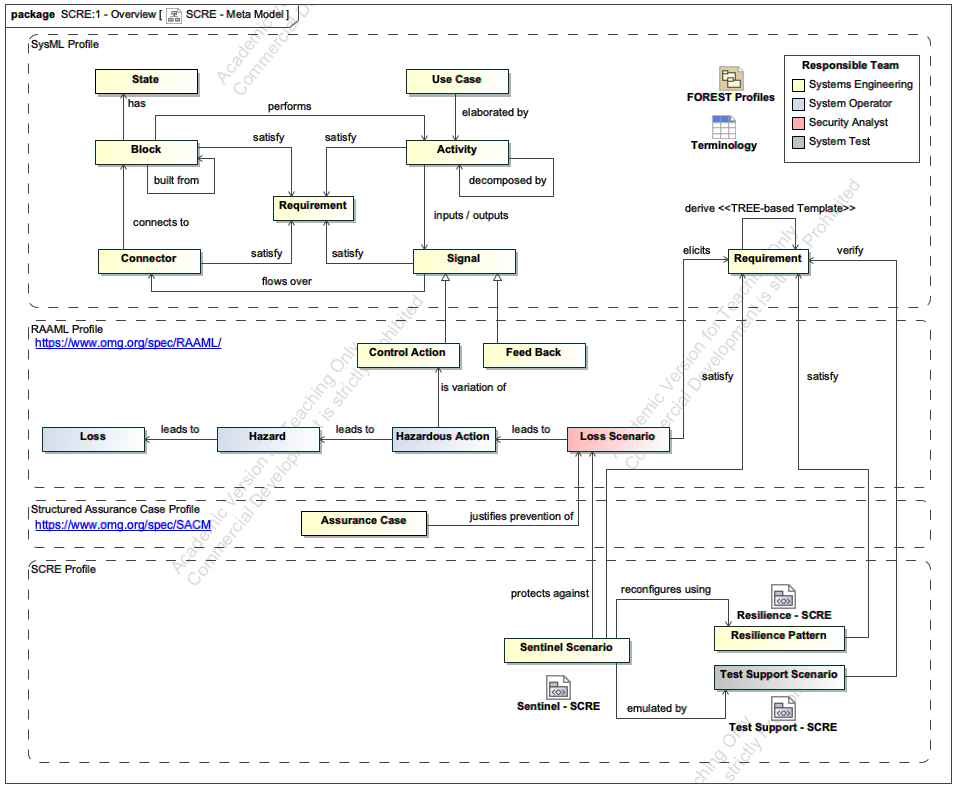 package SCRE:1 - Overview [ SCRE - Meta Model ]
SysML Profile
State
Use Case
FOREST Profiles
Terminology
Responsible Team
Systems Engineering
System Operator
Security Analyst
System Test
has
performs
elaborated by
Block
satisfy
satisfy
Activity
built from
decomposed by
Requirement
connects to
inputs / outputs
derive <<TREE-based Template>>
Connector
satisfy
satisfy
Signal
elicits
Requirement
verify
flows over
RAAML Profile
https://www.omg.org/spec/RAAML/
Control Action
Feed Back
is variation of
satisfy
satisfy
Loss
leads to
Hazard
leads to
Hazardous Action
leads to
Loss Scenario
Structured Assurance Case Profile
https://www.omg.org/spec/SACM
Assurance Case
justifies prevention of
SCRE Profile
protects against
reconfigures using
Resilience - SCRE
Resilience Pattern
Sentinel Scenario
Test Support Scenario
Sentinel - SCRE
emulated by
Test Support - SCRE
Academic Version for Teaching Only
Commercial Development is strictly Prohibited